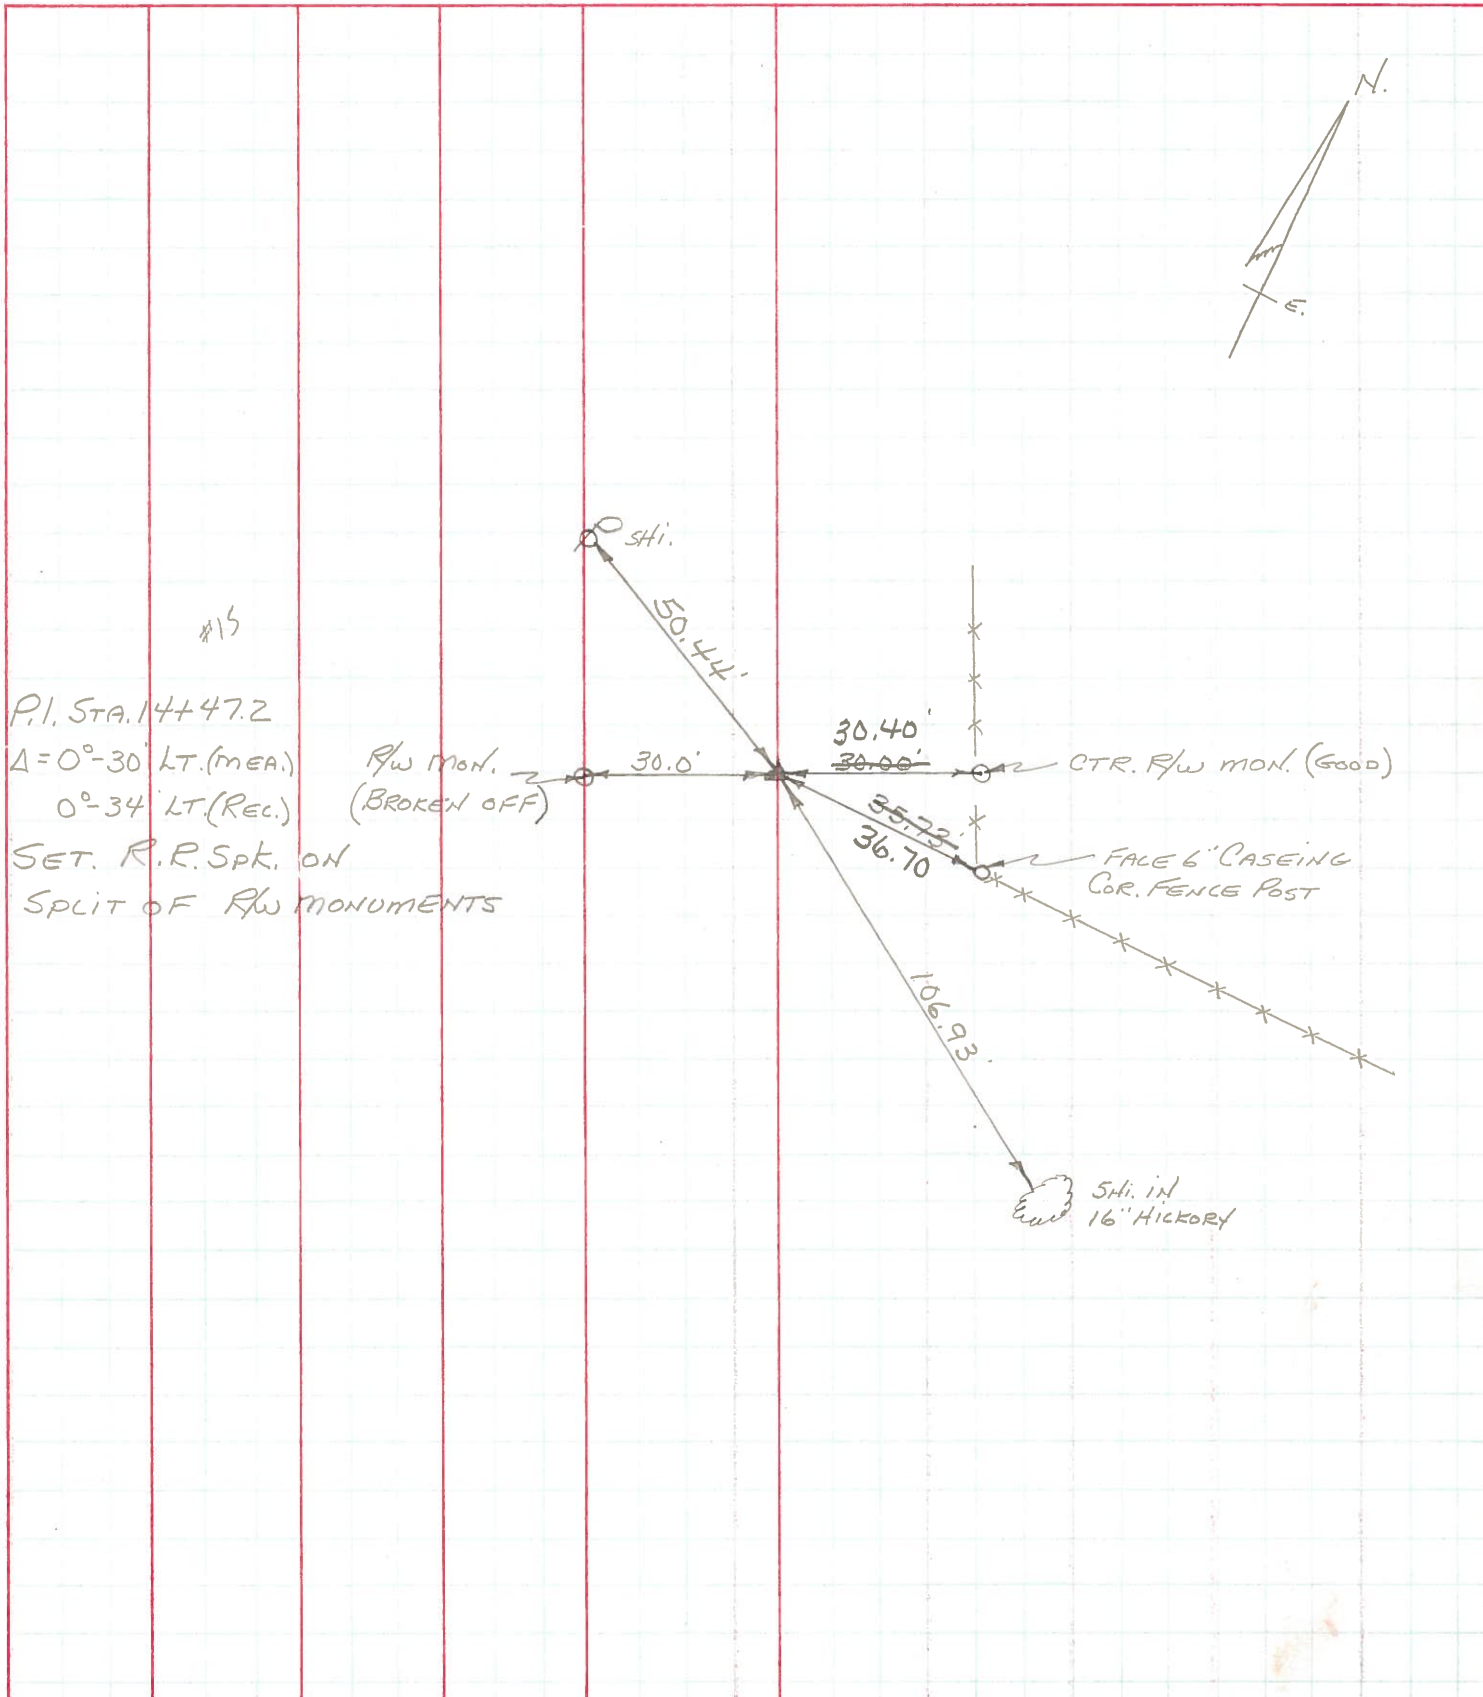 N.
E.
SHI.
50.44'
#15
P.I. STA. 14+47.2
Δ=0°-30' LT.(MEA.)
0°-34' LT.(REC.)
SET. R.R. SPK. ON
SPLIT OF R/W MONUMENTS
R/W MON.
(BROKEN OFF)
30.0'
30.40'
30.00'
CTR. R/W MON. (GOOD)
35.73'
36.70
FACE 6" CASEING
COR. FENCE POST
106.93'
SHI. IN
16" HICKORY